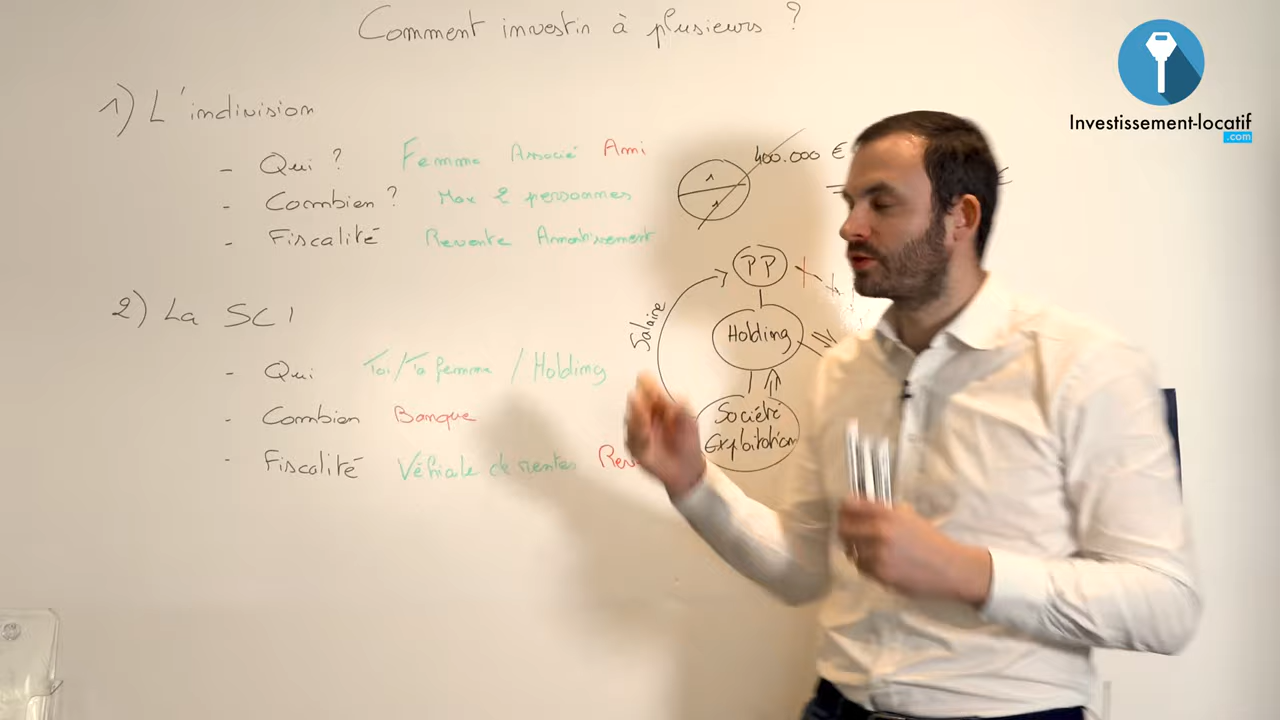 Comment investir à plusieurs ?
Investissement-locatif
.com
1) L'indivision
- Qui ? Femme Associé Ami
- Combien ? Max 2 personnes
- Fiscalité Revente Amortissement
1
1
400.000 €
€
PP
Salaire
Holding
Société
Exploitation
2) La SCI
- Qui Toi/Ta femme / Holding
- Combien Banque
- Fiscalité Véhicule de rentes